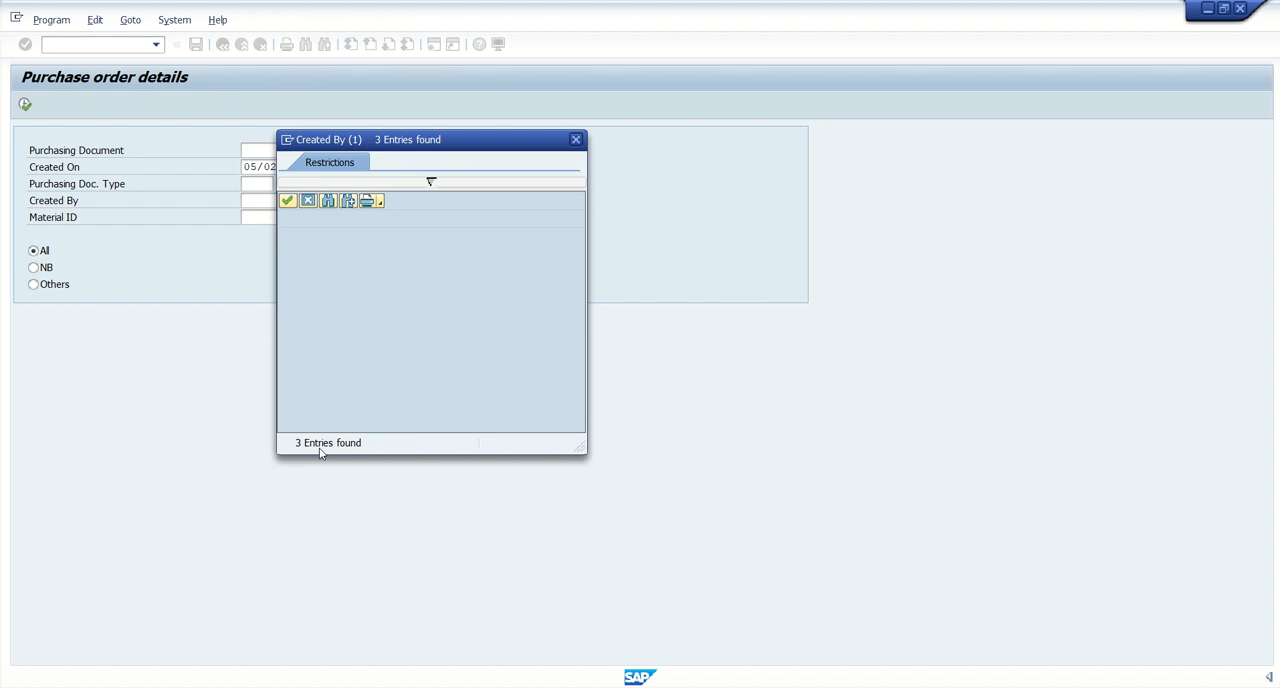 Program Edit Goto System Help
Purchase order details
Purchasing Document
Created On 05/02
Purchasing Doc. Type
Created By
Material ID
All
NB
Others
Created By (1) 3 Entries found
Restrictions
3 Entries found
SAP